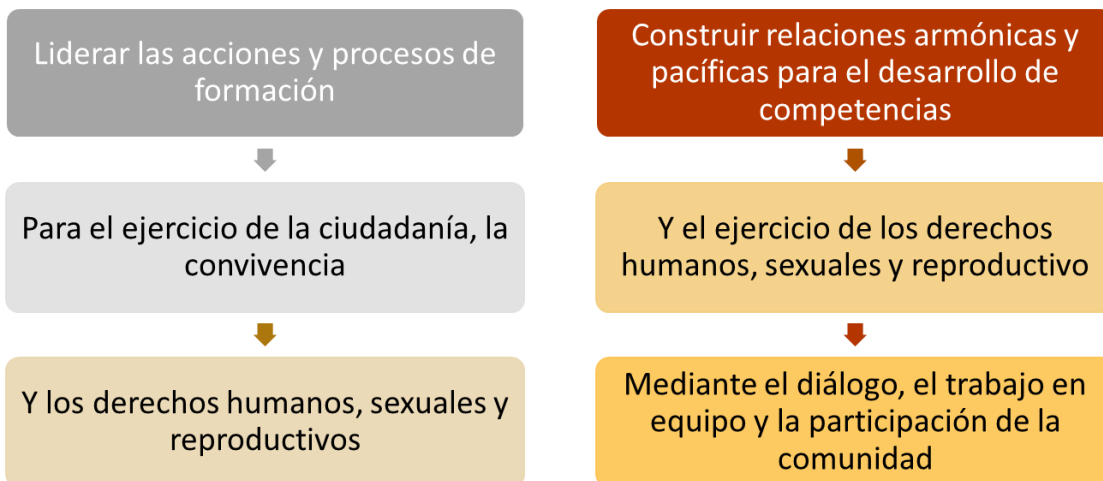 Liderar las acciones y procesos de
formación
Para el ejercicio de la ciudadanía, la
convivencia
Y los derechos humanos, sexuales y
reproductivos
Construir relaciones armónicas y
pacíficas para el desarrollo de
competencias
Y el ejercicio de los derechos
humanos, sexuales y reproductivo
Mediante el diálogo, el trabajo en
equipo y la participación de la
comunidad